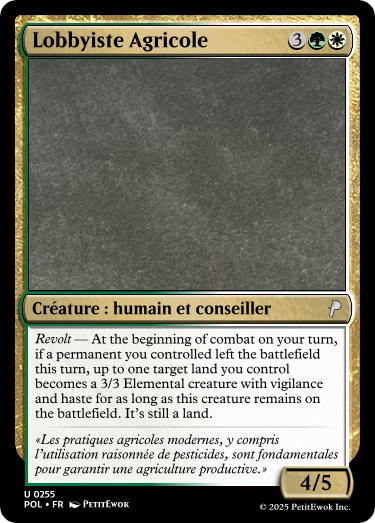 Lobbyiste Agricole 3
Créature : humain et conseiller
Revolt — At the beginning of combat on your turn,
if a permanent you controlled left the battlefield
this turn, up to one target land you control
becomes a 3/3 Elemental creature with vigilance
and haste for as long as this creature remains on
the battlefield. It's still a land.
«Les pratiques agricoles modernes, y compris
l'utilisation raisonnée de pesticides, sont fondamentales
pour garantir une agriculture productive.»
4/5
U 0255
POL • FR PetitEwok
© 2025 PetitEwok Inc.